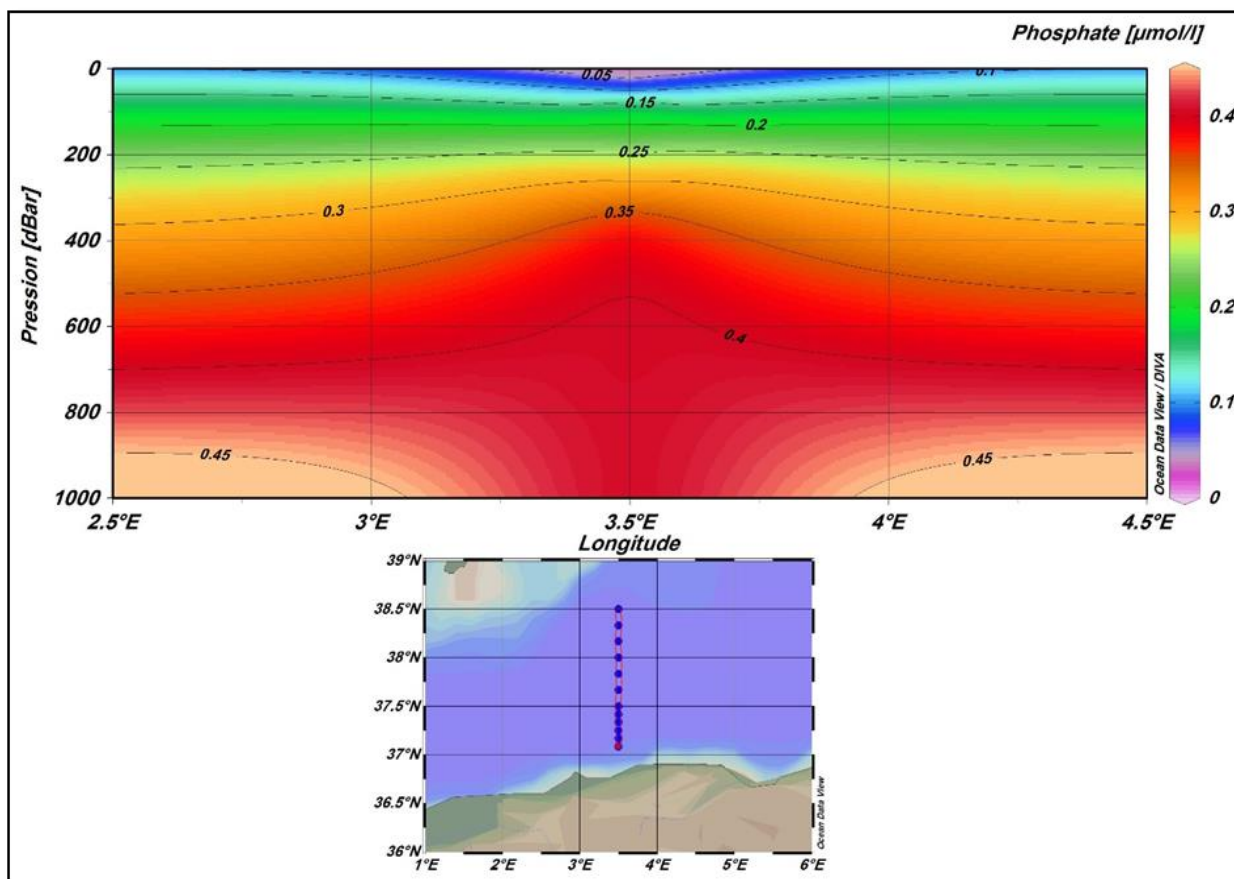 Phosphate [µmol/l]
0
0.05
0.1
0.15
0.2
0.25
0.3
0.35
0.4
0.45
0.45
0
200
400
600
800
1000
Pression [dBar]
2.5°E 3°E 3.5°E 4°E 4.5°E
Longitude
0.4
0.3
0.2
0.1
0
Ocean Data View / DIVA
39°N
38.5°N
38°N
37.5°N
37°N
36.5°N
36°N
1°E 2°E 3°E 4°E 5°E 6°E
Ocean Data View